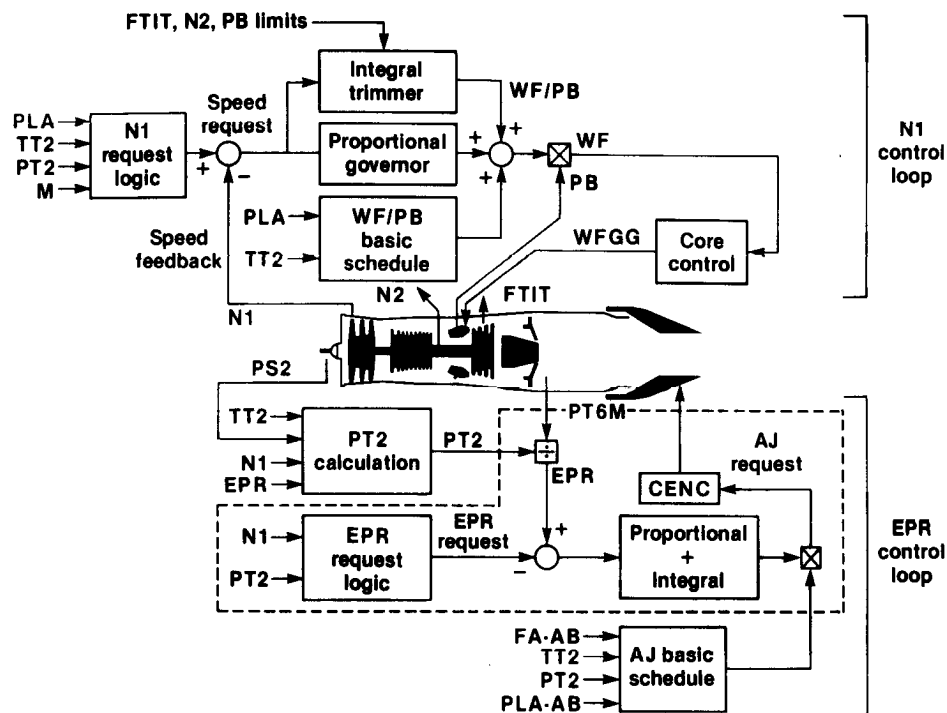 FTIT, N2, PB limits
Integral
trimmer
WF/PB
Speed
request
PLA
TT2
PT2
M
N1
request
logic
+
−
Proportional
governor
+
+
+
WF
PB
N1
control
loop
PLA
TT2
WF/PB
basic
schedule
Speed
feedback
WFGG
Core
control
N1
N2
FTIT
PS2
PT6M
TT2
N1
EPR
PT2
calculation
PT2
÷
EPR
AJ
request
CENC
N1
PT2
EPR
request
logic
EPR
request
+
−
Proportional
+
integral
EPR
control
loop
FA·AB
TT2
PT2
PLA·AB
AJ basic
schedule